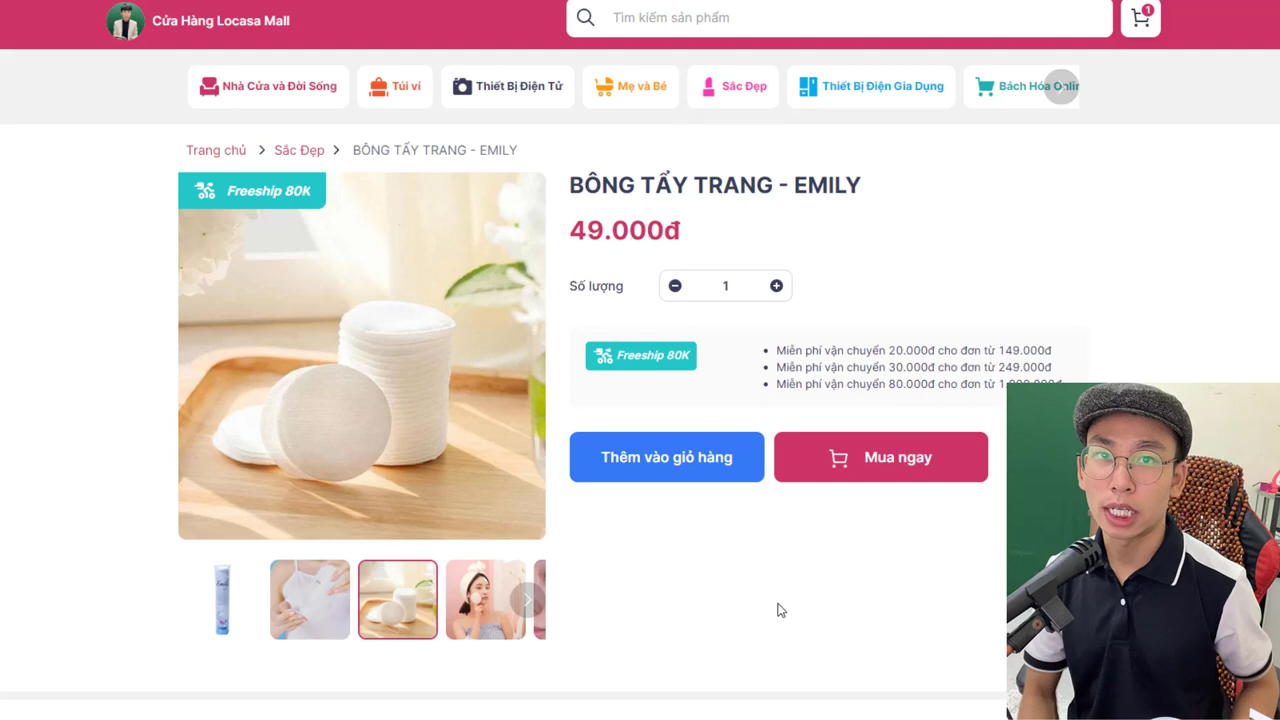 Cửa Hàng Locasa Mall
Tìm kiếm sản phẩm
1
Nhà Cửa và Đời Sống
Túi ví
Thiết Bị Điện Tử
Mẹ và Bé
Sắc Đẹp
Thiết Bị Điện Gia Dụng
Bách Hóa Onlin
Trang chủ > Sắc Đẹp > BÔNG TẨY TRANG - EMILY
Freeship 80K
BÔNG TẨY TRANG - EMILY
49.000đ
Số lượng
1
Freeship 80K
Miễn phí vận chuyển 20.000đ cho đơn từ 149.000đ
Miễn phí vận chuyển 30.000đ cho đơn từ 249.000đ
Miễn phí vận chuyển 80.000đ cho đơn từ 1.000.000đ
Thêm vào giỏ hàng
Mua ngay